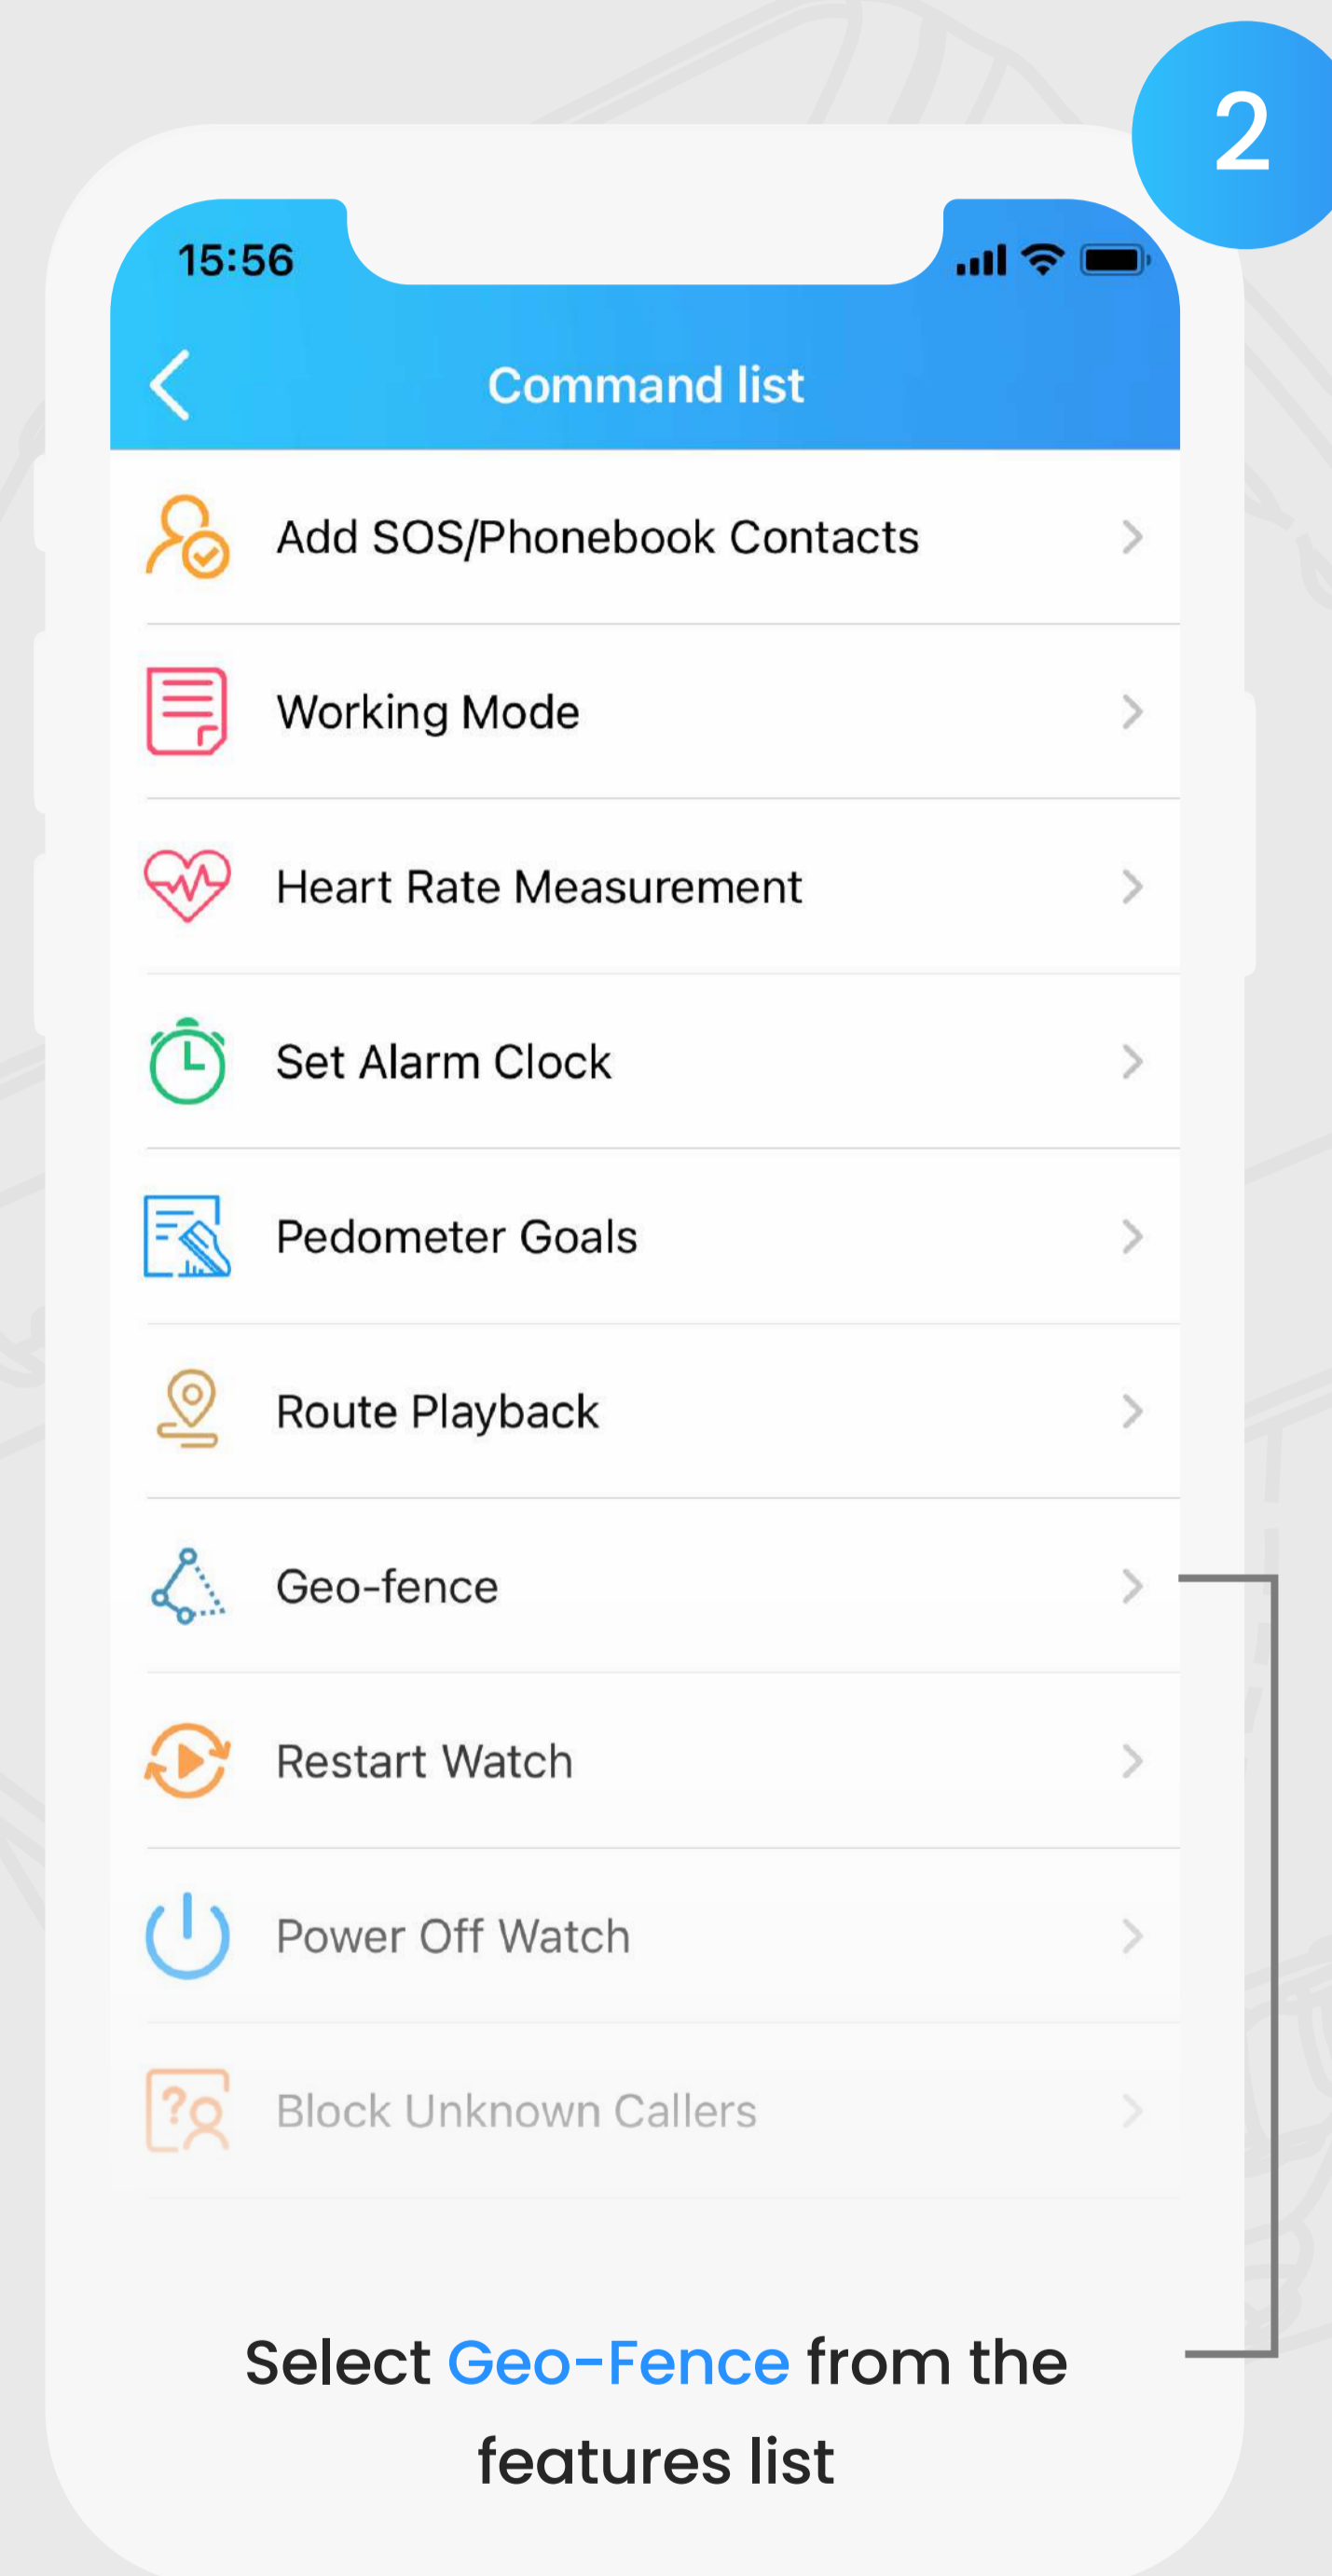 2
15:56
Command list
Add SOS/Phonebook Contacts
Working Mode
Heart Rate Measurement
Set Alarm Clock
Pedometer Goals
Route Playback
Geo-fence
Restart Watch
Power Off Watch
Block Unknown Callers
Select Geo-Fence from the
features list